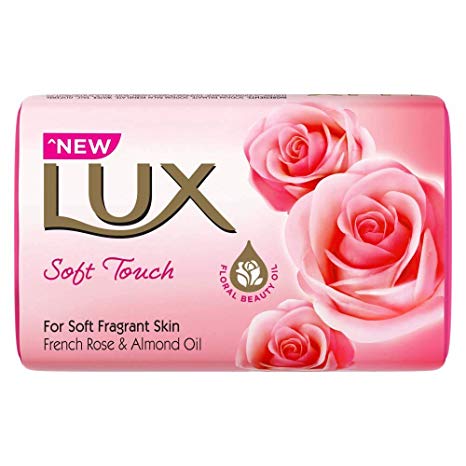 ^NEW
LUX
Soft Touch
FLORAL BEAUTY OIL
For Soft Fragrant Skin
French Rose & Almond Oil